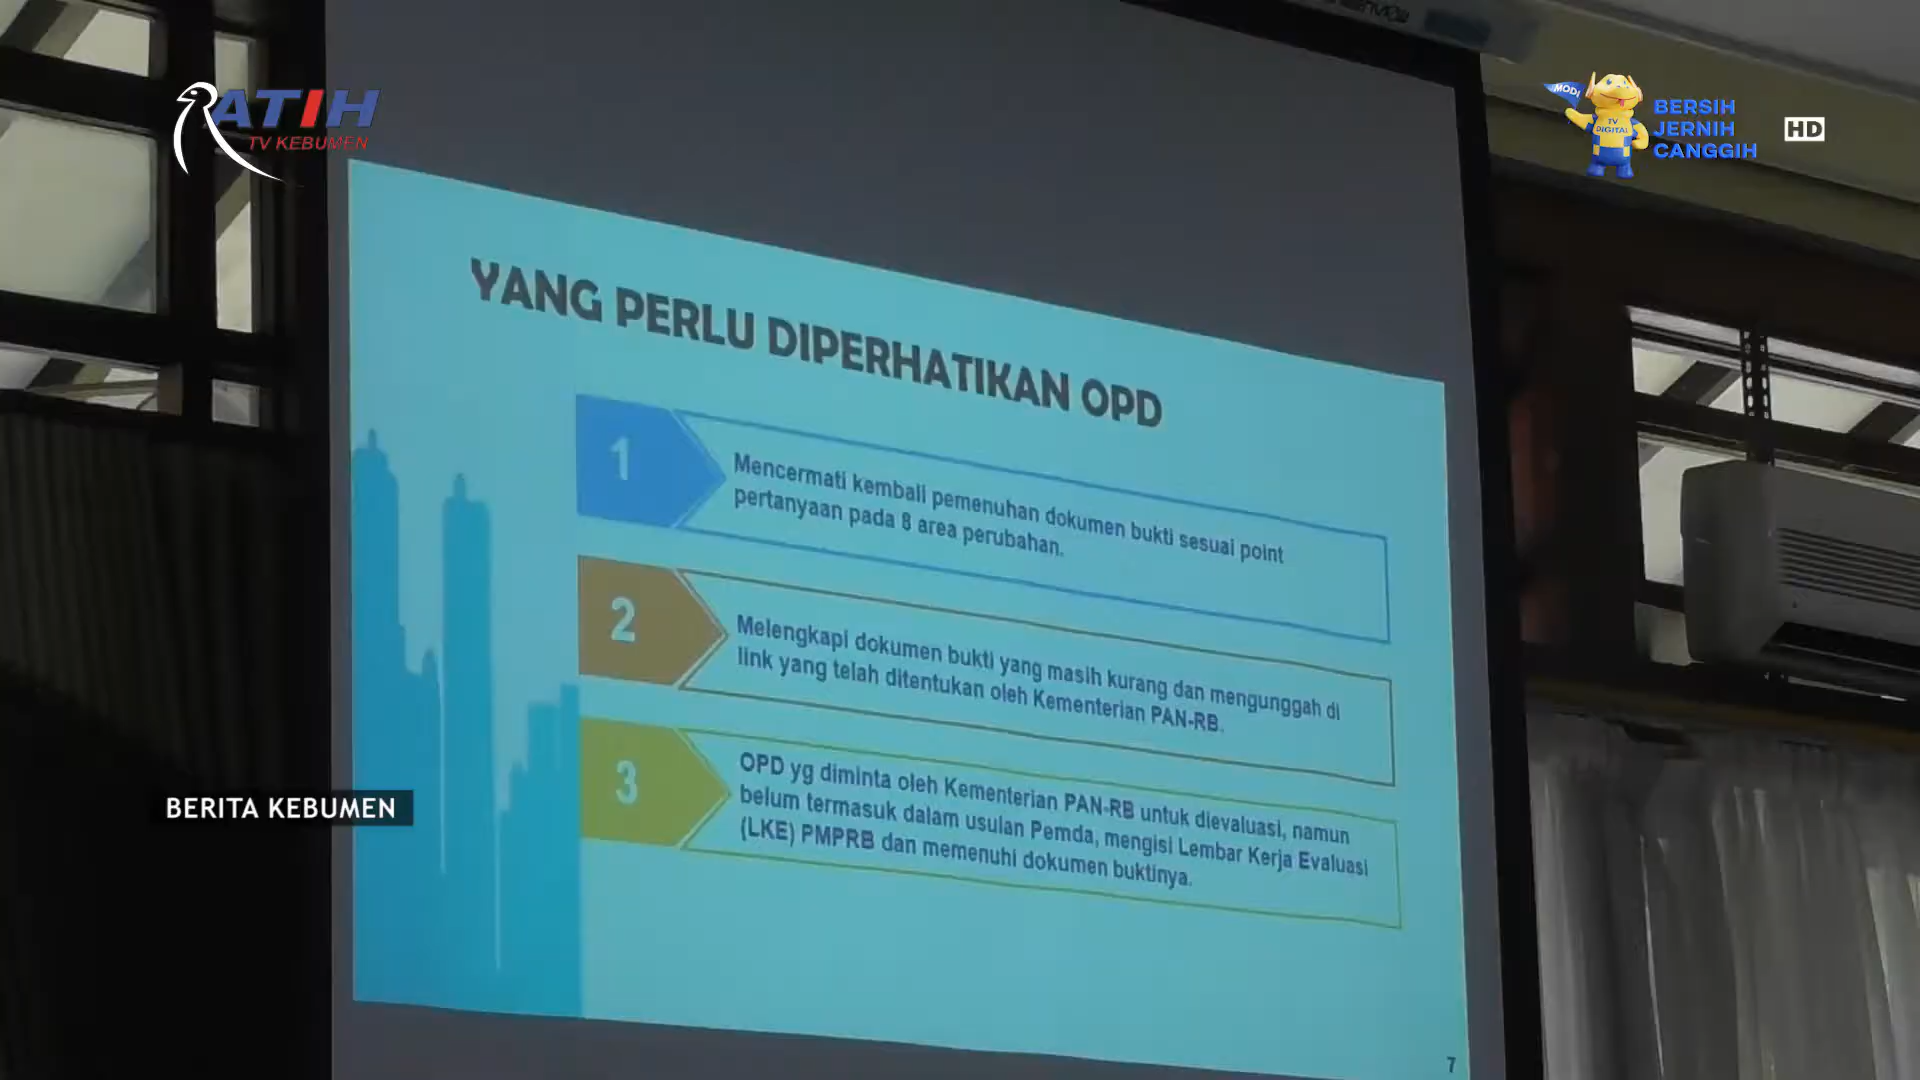 RATIH
TV KEBUMEN
MODI
TV
DIGITAL
BERSIH
JERNIH
CANGGIH
HD
YANG PERLU DIPERHATIKAN OPD
1
Mencermati kembali pemenuhan dokumen bukti sesuai point
pertanyaan pada 8 area perubahan.
2
Melengkapi dokumen bukti yang masih kurang dan mengunggah di
link yang telah ditentukan oleh Kementerian PAN-RB.
3
OPD yg diminta oleh Kementerian PAN-RB untuk dievaluasi, namun
belum termasuk dalam usulan Pemda, mengisi Lembar Kerja Evaluasi
(LKE) PMPRB dan memenuhi dokumen buktinya.
BERITA KEBUMEN
7